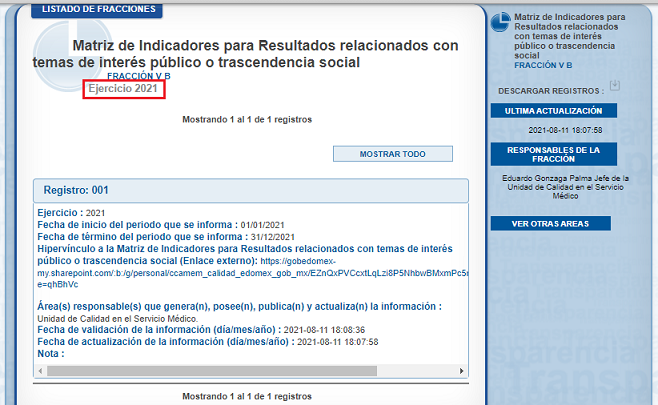 LISTADO DE FRACCIONES
Matriz de Indicadores para Resultados relacionados con
temas de interés público o trascendencia social
FRACCIÓN V B
Ejercicio 2021
Mostrando 1 al 1 de 1 registros
MOSTRAR TODO
Registro: 001
Ejercicio : 2021
Fecha de inicio del periodo que se informa : 01/01/2021
Fecha de término del periodo que se informa : 31/12/2021
Hipervínculo a la Matriz de Indicadores para Resultados relacionados con temas de interés
público o trascendencia social (Enlace externo): https://gobedomex-
my.sharepoint.com/:b:/g/personal/ccamem_calidad_edomex_gob_mx/EZnQxPVCcxtLqLzi8P5NhbwBMxmPc5
e=qhBhVc
Área(s) responsable(s) que genera(n), posee(n), publica(n) y actualiza(n) la información :
Unidad de Calidad en el Servicio Médico.
Fecha de validación de la información (día/mes/año) : 2021-08-11 18:08:36
Fecha de actualización de la información (día/mes/año) : 2021-08-11 18:07:58
Nota :
Mostrando 1 al 1 de 1 registros
Matriz de Indicadores para
Resultados relacionados
con temas de interés
público o trascendencia
social
FRACCIÓN V B
DESCARGAR REGISTROS :
ULTIMA ACTUALIZACIÓN
2021-08-11 18:07:58
RESPONSABLES DE LA
FRACCIÓN
Eduardo Gonzaga Palma Jefe de la
Unidad de Calidad en el Servicio
Médico
VER OTRAS AREAS